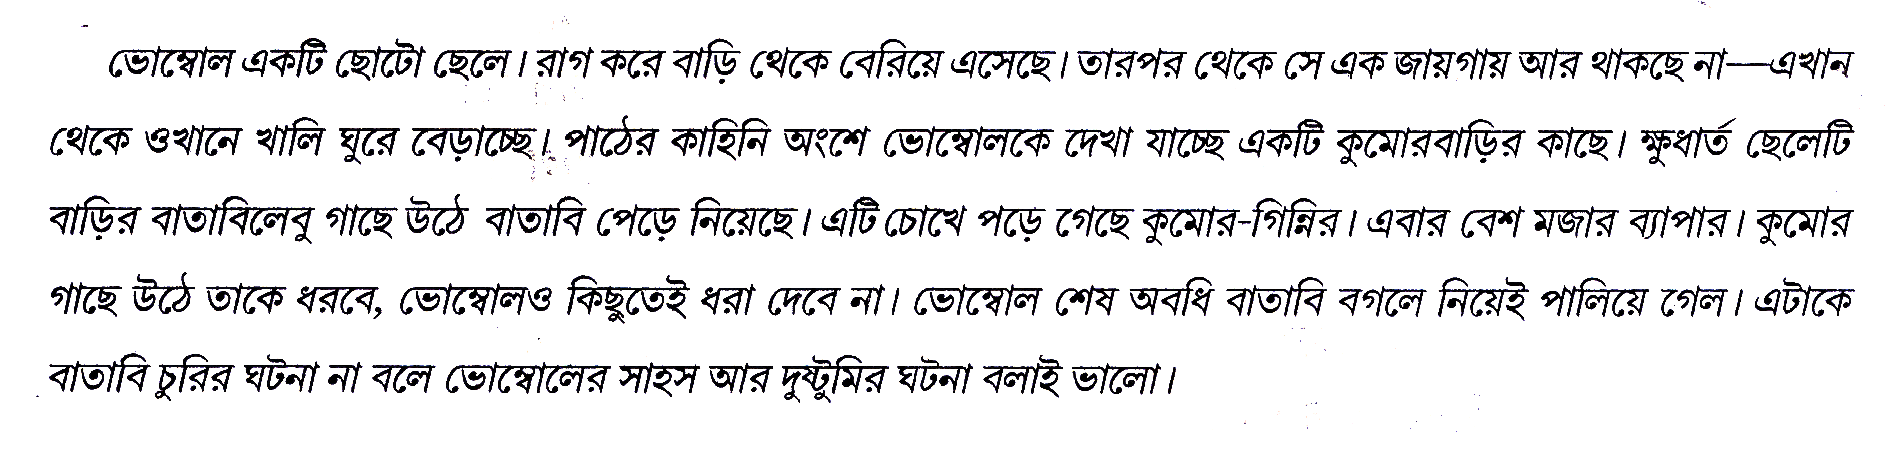 ভোম্বোল একটি ছোটো ছেলে। রাগ করে বাড়ি থেকে বেরিয়ে এসেছে। তারপর থেকে সে এক জায়গায় আর থাকছে না—এখান
থেকে ওখানে খালি ঘুরে বেড়াচ্ছে। পাঠের কাহিনি অংশে ভোম্বোলকে দেখা যাচ্ছে একটি কুমোরবাড়ির কাছে। ক্ষুধার্ত ছেলেটি
বাড়ির বাতাবিলেবু গাছে উঠে বাতাবি পেড়ে নিয়েছে। এটি চোখে পড়ে গেছে কুমোর-গিন্নির। এবার বেশ মজার ব্যাপার। কুমোর
গাছে উঠে তাকে ধরবে, ভোম্বোলও কিছুতেই ধরা দেবে না। ভোম্বোল শেষ অবধি বাতাবি বগলে নিয়েই পালিয়ে গেল। এটাকে
বাতাবি চুরির ঘটনা না বলে ভোম্বোলের সাহস আর দুষ্টুমির ঘটনা বলাই ভালো।